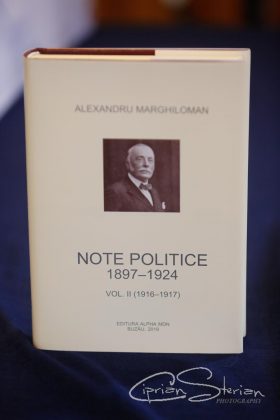 ALEXANDRU MARGHILOMAN
NOTE POLITICE
1897–1924
VOL. II (1916–1917)
EDITURA ALPHA MDN
BUZĂU, 2019
Ciprian Sterian
PHOTOGRAPHY